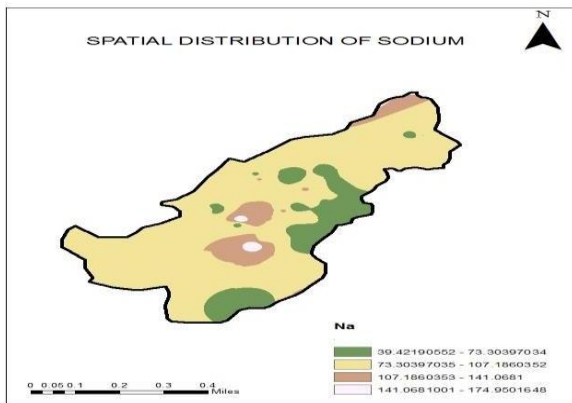 N
SPATIAL DISTRIBUTION OF SODIUM
Na
39.42190552 - 73.30397034
73.30397035 - 107.1860352
107.1860353 - 141.0681
141.0681001 - 174.9501648
0 0.05 0.1 0.2 0.3 0.4
Miles